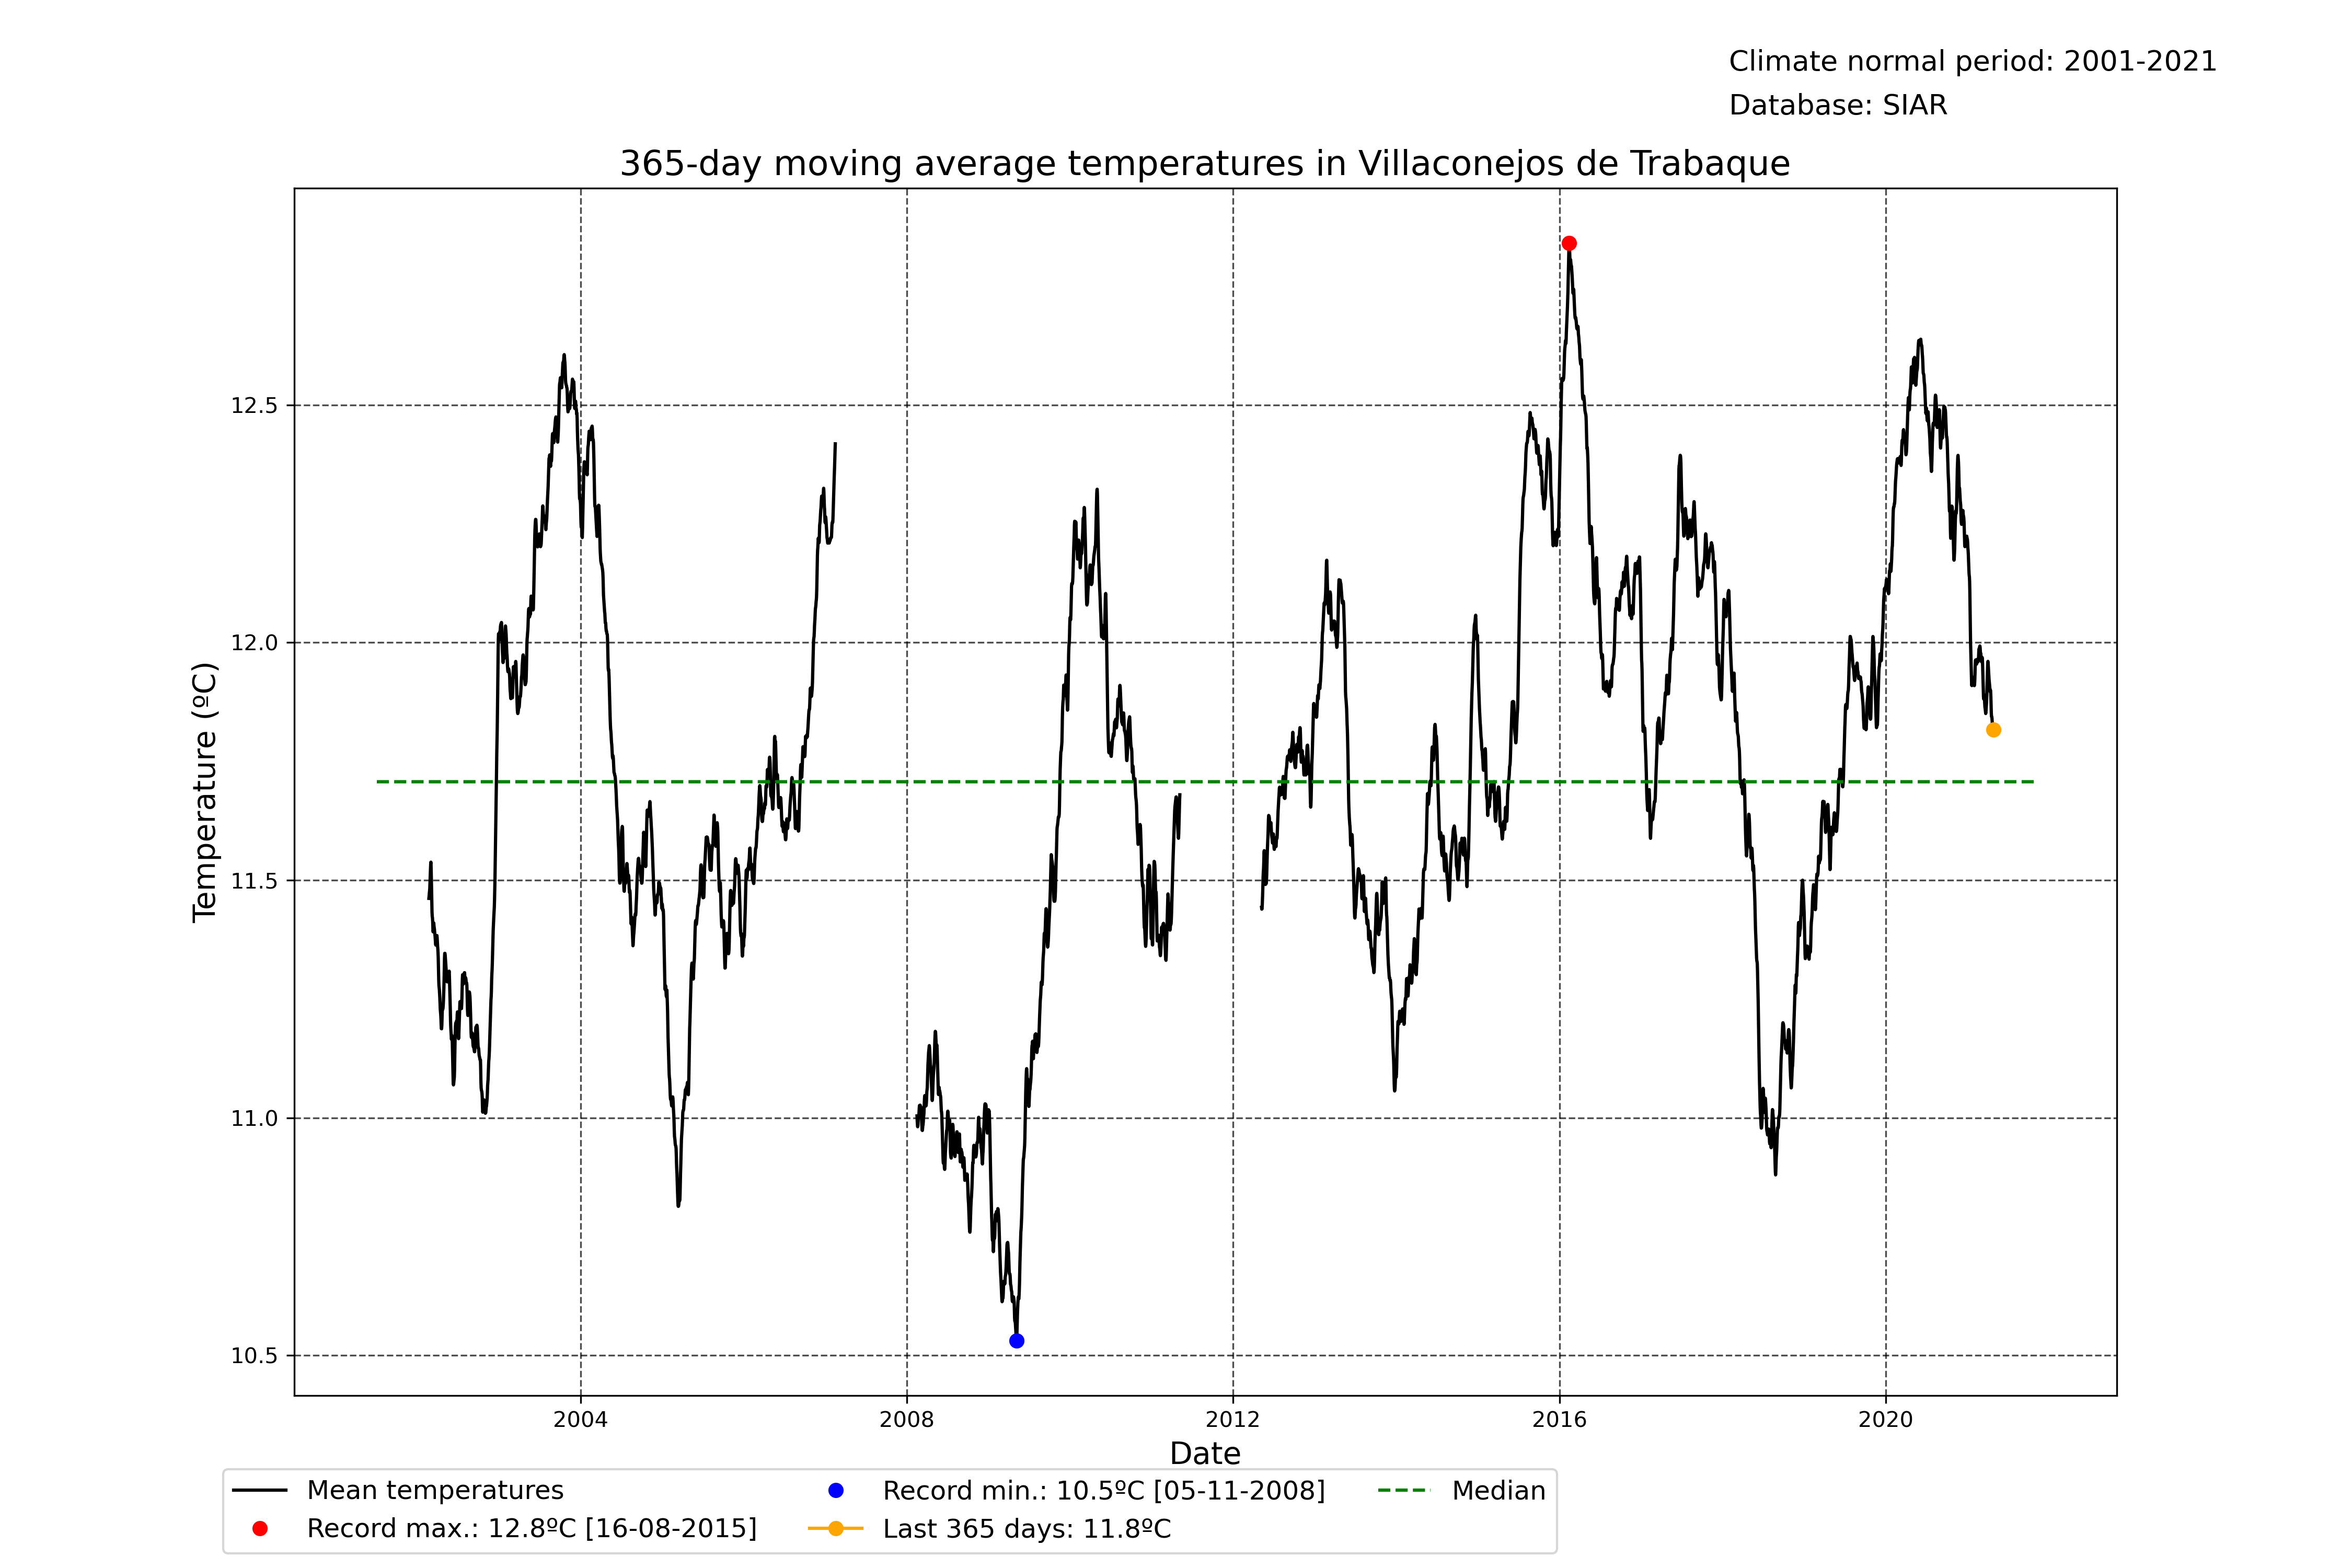 Climate normal period: 2001-2021
Database: SIAR
365-day moving average temperatures in Villaconejos de Trabaque
Temperature (ºC)
12.5
12.0
11.5
11.0
10.5
2004 2008 2012 2016 2020
Date
Mean temperatures
Record max.: 12.8ºC [16-08-2015]
Record min.: 10.5ºC [05-11-2008]
Last 365 days: 11.8ºC
Median